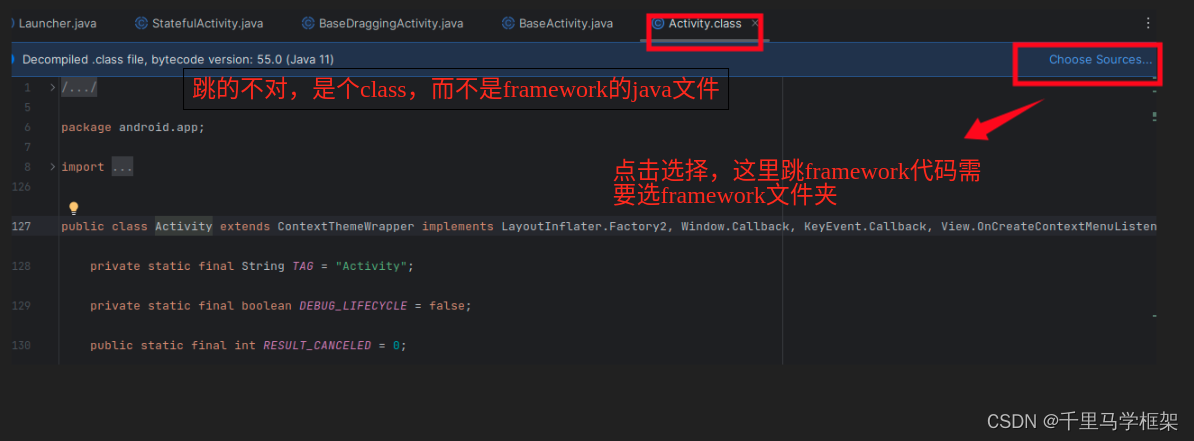 Launcher.java StatefulActivity.java BaseDraggingActivity.java BaseActivity.java Activity.class
Decompiled .class file, bytecode version: 55.0 (Java 11) Choose Sources...
跳的不对，是个class，而不是framework的java文件
1 /.../
5
6 package android.app;
7
8 import ...
126
点击选择，这里跳framework代码需
要选framework文件夹
127 public class Activity extends ContextThemeWrapper implements LayoutInflater.Factory2, Window.Callback, KeyEvent.Callback, View.OnCreateContextMenuListen
128 private static final String TAG = "Activity";
129 private static final boolean DEBUG_LIFECYCLE = false;
130 public static final int RESULT_CANCELED = 0;
CSDN @千里马学框架